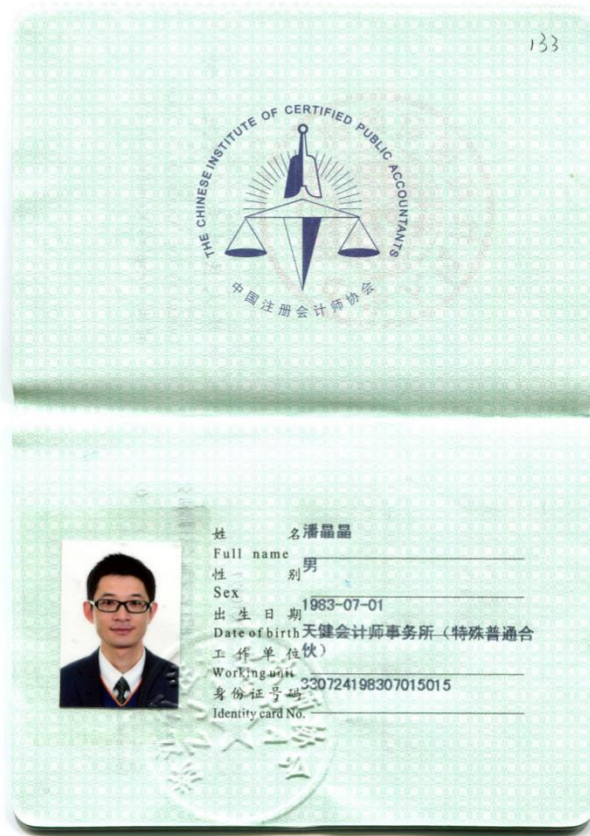 133
THE CHINESE INSTITUTE OF CERTIFIED PUBLIC ACCOUNTANTS
中国注册会计师协会
姓名 潘晶晶
Full name
性别 男
Sex
出生日期 1983-07-01
Date of birth
工作单位 天健会计师事务所（特殊普通合
伙）
Working unit
身份证号码 330724198307015015
Identity card No.